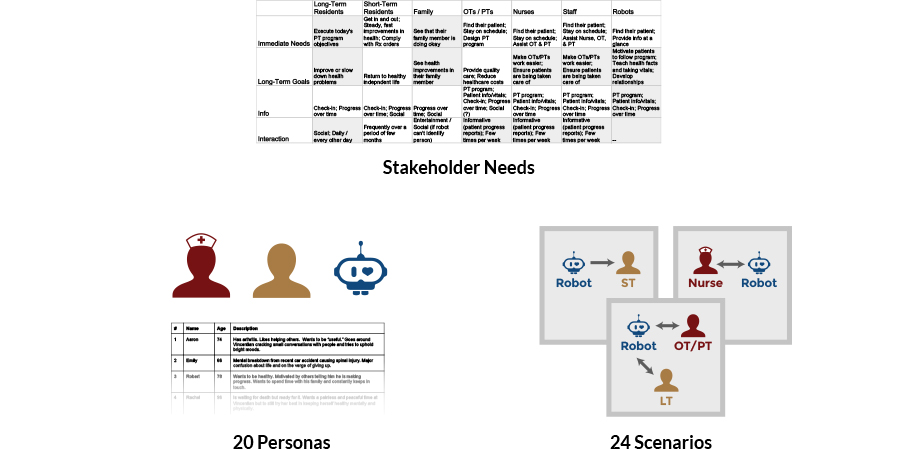 Long-Term Residents
Short-Term Residents
Family
OTs / PTs
Nurses
Staff
Robots
Immediate Needs
Execute today's PT program objectives
Get in and out; Steady, fast improvements in health; Comply with Rx orders
See that their family member is doing okay
Find their patient; Stay on schedule; Design PT program
Find their patient; Stay on schedule; Assist OT & PT
Find their patient; Stay on schedule; Assist Nurse, OT, & PT
Find their patient; Provide info at a glance
Long-Term Goals
Improve or slow down health problems
Return to healthy independent life
See health improvements in their family member
Provide quality care; Reduce healthcare costs
Make OTs/PTs work easier; Ensure patients are being taken care of
Make OTs/PTs work easier; Ensure patients are being taken care of
Motivate patients to follow program; Teach health facts and taking vitals; Develop relationships
Info
Check-in; Progress over time
Check-in; Progress over time; Social
Progress over time; Social
PT program; Patient info/vitals; Check-in; Progress over time; Social (?)
PT program; Patient info/vitals; Check-in; Progress over time
PT program; Patient info/vitals; Check-in; Progress over time
PT program; Patient info/vitals; Check-in; Progress over time
Interaction
Social; Daily / every other day
Frequently over a period of few months
Entertainment / Social (if robot can't identify person)
Informative (patient progress reports); Few times per week
Informative (patient progress reports); Few times per week
Informative (patient progress reports); Few times per week
--
Stakeholder Needs
# Name Age Description
1 Aaron 74 Has arthritis. Likes helping others. Wants to be "useful." Goes around Vincentian cracking small conversations with people and tries to uphold bright moods.
2 Emily 68 Mental breakdown from recent car accident causing spinal injury. Major confusion about life and on the verge of giving up.
3 Robert 70 Wants to be healthy. Motivated by others telling him he is making progress. Wants to spend time with his family and constantly keeps in touch.
4 Rachel
20 Personas
Robot
ST
Nurse
Robot
Robot
OT/PT
LT
24 Scenarios